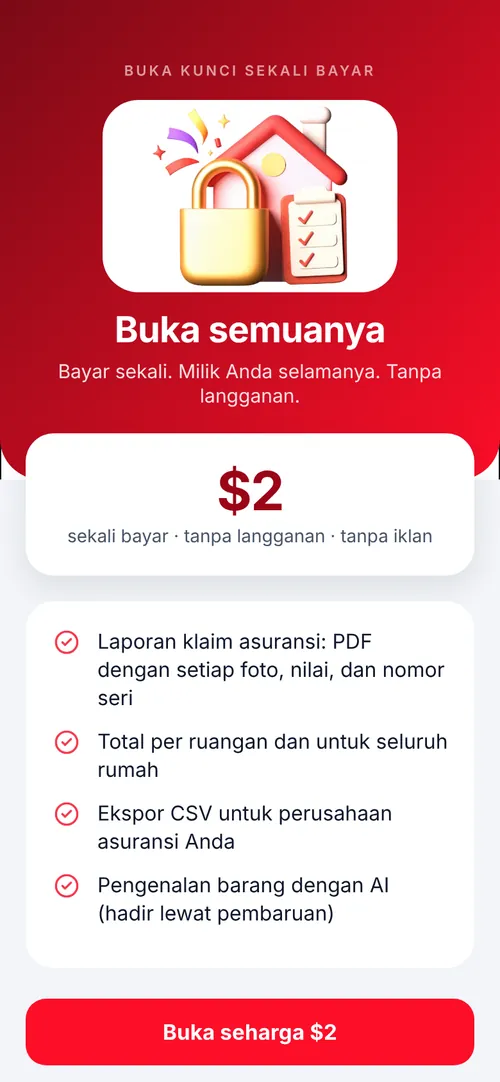 BUKA KUNCI SEKALI BAYAR
Buka semuanya
Bayar sekali. Milik Anda selamanya. Tanpa
langganan.
$2
sekali bayar · tanpa langganan · tanpa iklan
Laporan klaim asuransi: PDF
dengan setiap foto, nilai, dan nomor
seri
Total per ruangan dan untuk seluruh
rumah
Ekspor CSV untuk perusahaan
asuransi Anda
Pengenalan barang dengan AI
(hadir lewat pembaruan)
Buka seharga $2